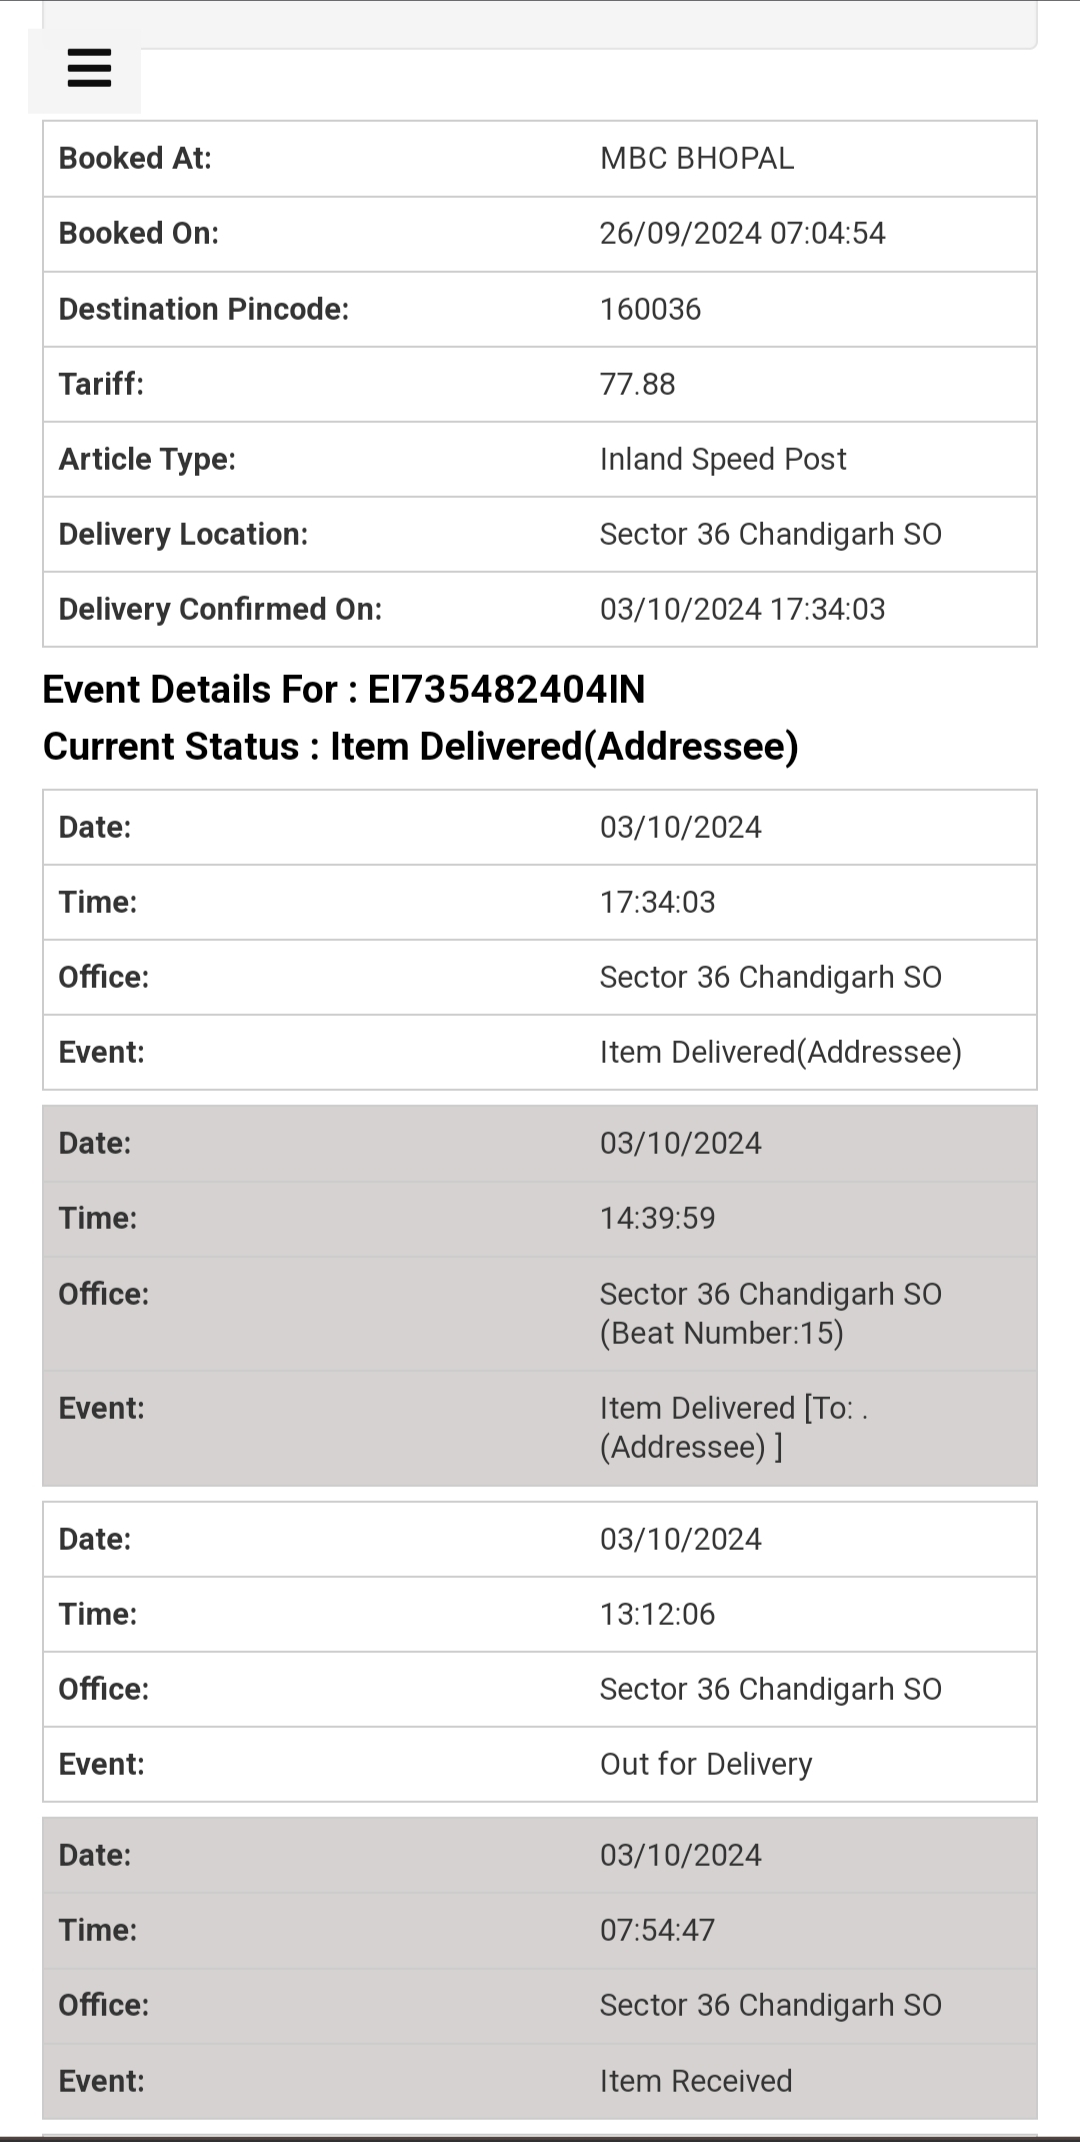 Booked At: MBC BHOPAL
Booked On: 26/09/2024 07:04:54
Destination Pincode: 160036
Tariff: 77.88
Article Type: Inland Speed Post
Delivery Location: Sector 36 Chandigarh SO
Delivery Confirmed On: 03/10/2024 17:34:03
Event Details For : EI735482404IN
Current Status : Item Delivered(Addressee)
Date: 03/10/2024
Time: 17:34:03
Office: Sector 36 Chandigarh SO
Event: Item Delivered(Addressee)
Date: 03/10/2024
Time: 14:39:59
Office: Sector 36 Chandigarh SO
(Beat Number:15)
Event: Item Delivered [To: .
(Addressee) ]
Date: 03/10/2024
Time: 13:12:06
Office: Sector 36 Chandigarh SO
Event: Out for Delivery
Date: 03/10/2024
Time: 07:54:47
Office: Sector 36 Chandigarh SO
Event: Item Received